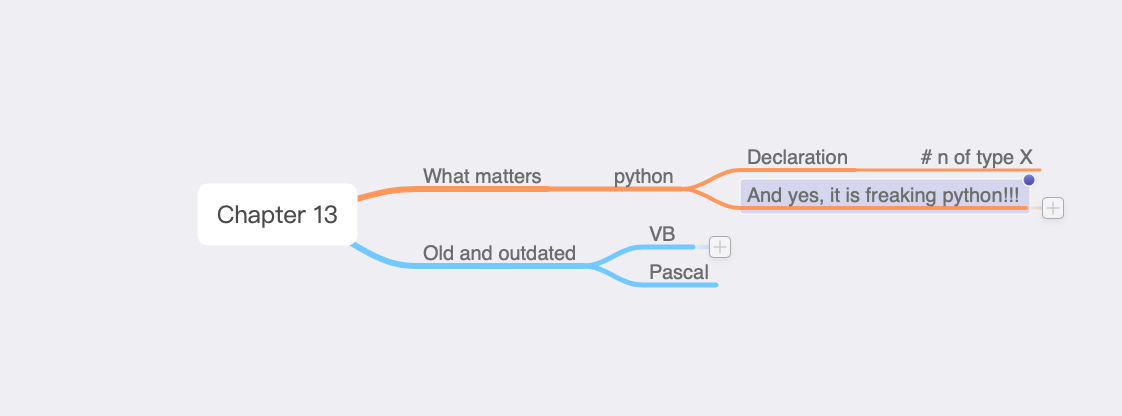 Chapter 13
What matters
python
Declaration
# n of type X
And yes, it is freaking python!!!
Old and outdated
VB
Pascal